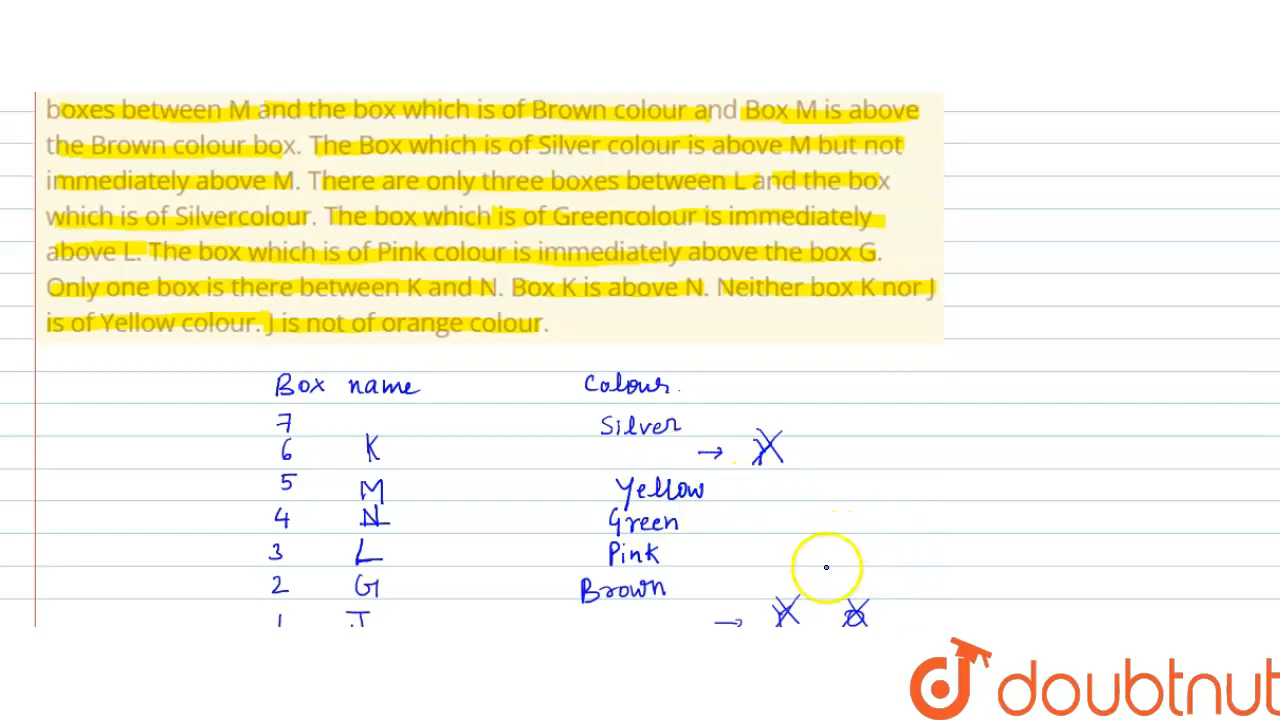 boxes between M and the box which is of Brown colour and Box M is above
the Brown colour box. The Box which is of Silver colour is above M but not
immediately above M. There are only three boxes between L and the box
which is of Silvercolour. The box which is of Greencolour is immediately
above L. The box which is of Pink colour is immediately above the box G.
Only one box is there between K and N. Box K is above N. Neither box K nor J
is of Yellow colour. J is not of orange colour.
Box name Colour.
7 Silver
6 K → Y
5 M Yellow
4 N Green
3 L Pink
2 G Brown
1 J → Y O
doubtnut